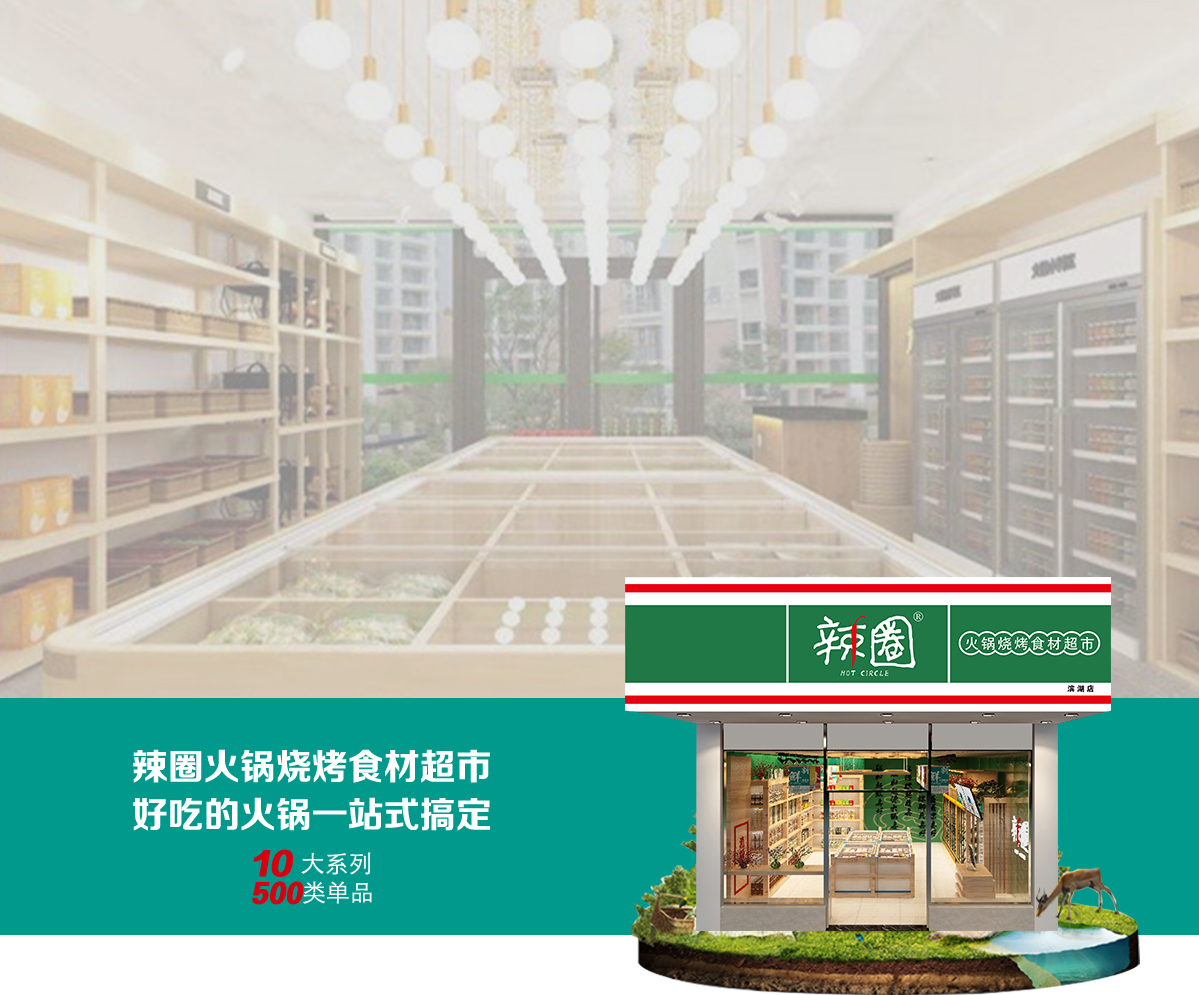 辣圈®
HOT CIRCLE
火锅烧烤食材超市
滨湖店
辣圈火锅烧烤食材超市
好吃的火锅一站式搞定
10 大系列
500类单品